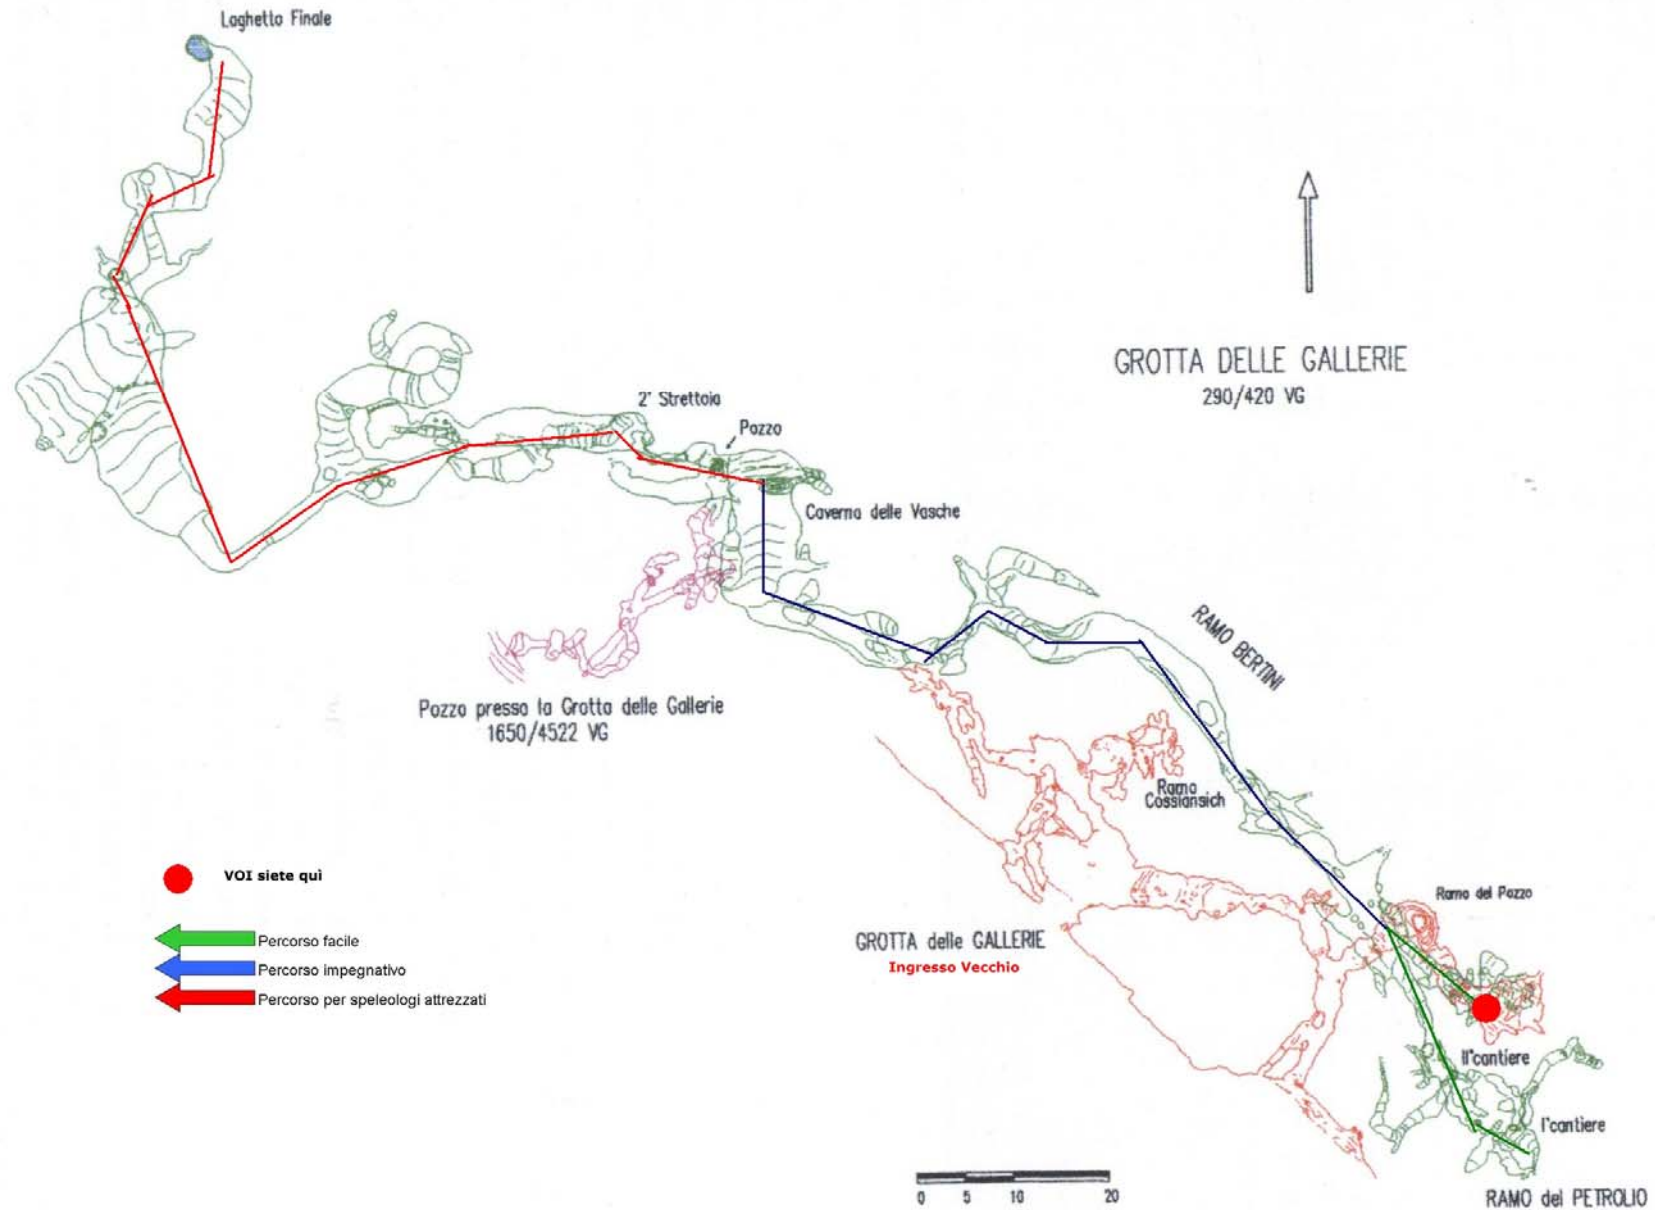 Laghetto Finale
GROTTA DELLE GALLERIE
290/420 VG
2° Strettoia
Pozzo
Caverna delle Vasche
RAMO BERTINI
Pozzo presso la Grotta delle Gallerie
1650/4522 VG
Ramo
Cossiansich
VOI siete quì
Ramo del Pozzo
Percorso facile
Percorso impegnativo
Percorso per speleologi attrezzati
GROTTA delle GALLERIE
Ingresso Vecchio
II°cantiere
I°cantiere
0 5 10 20
RAMO del PETROLIO